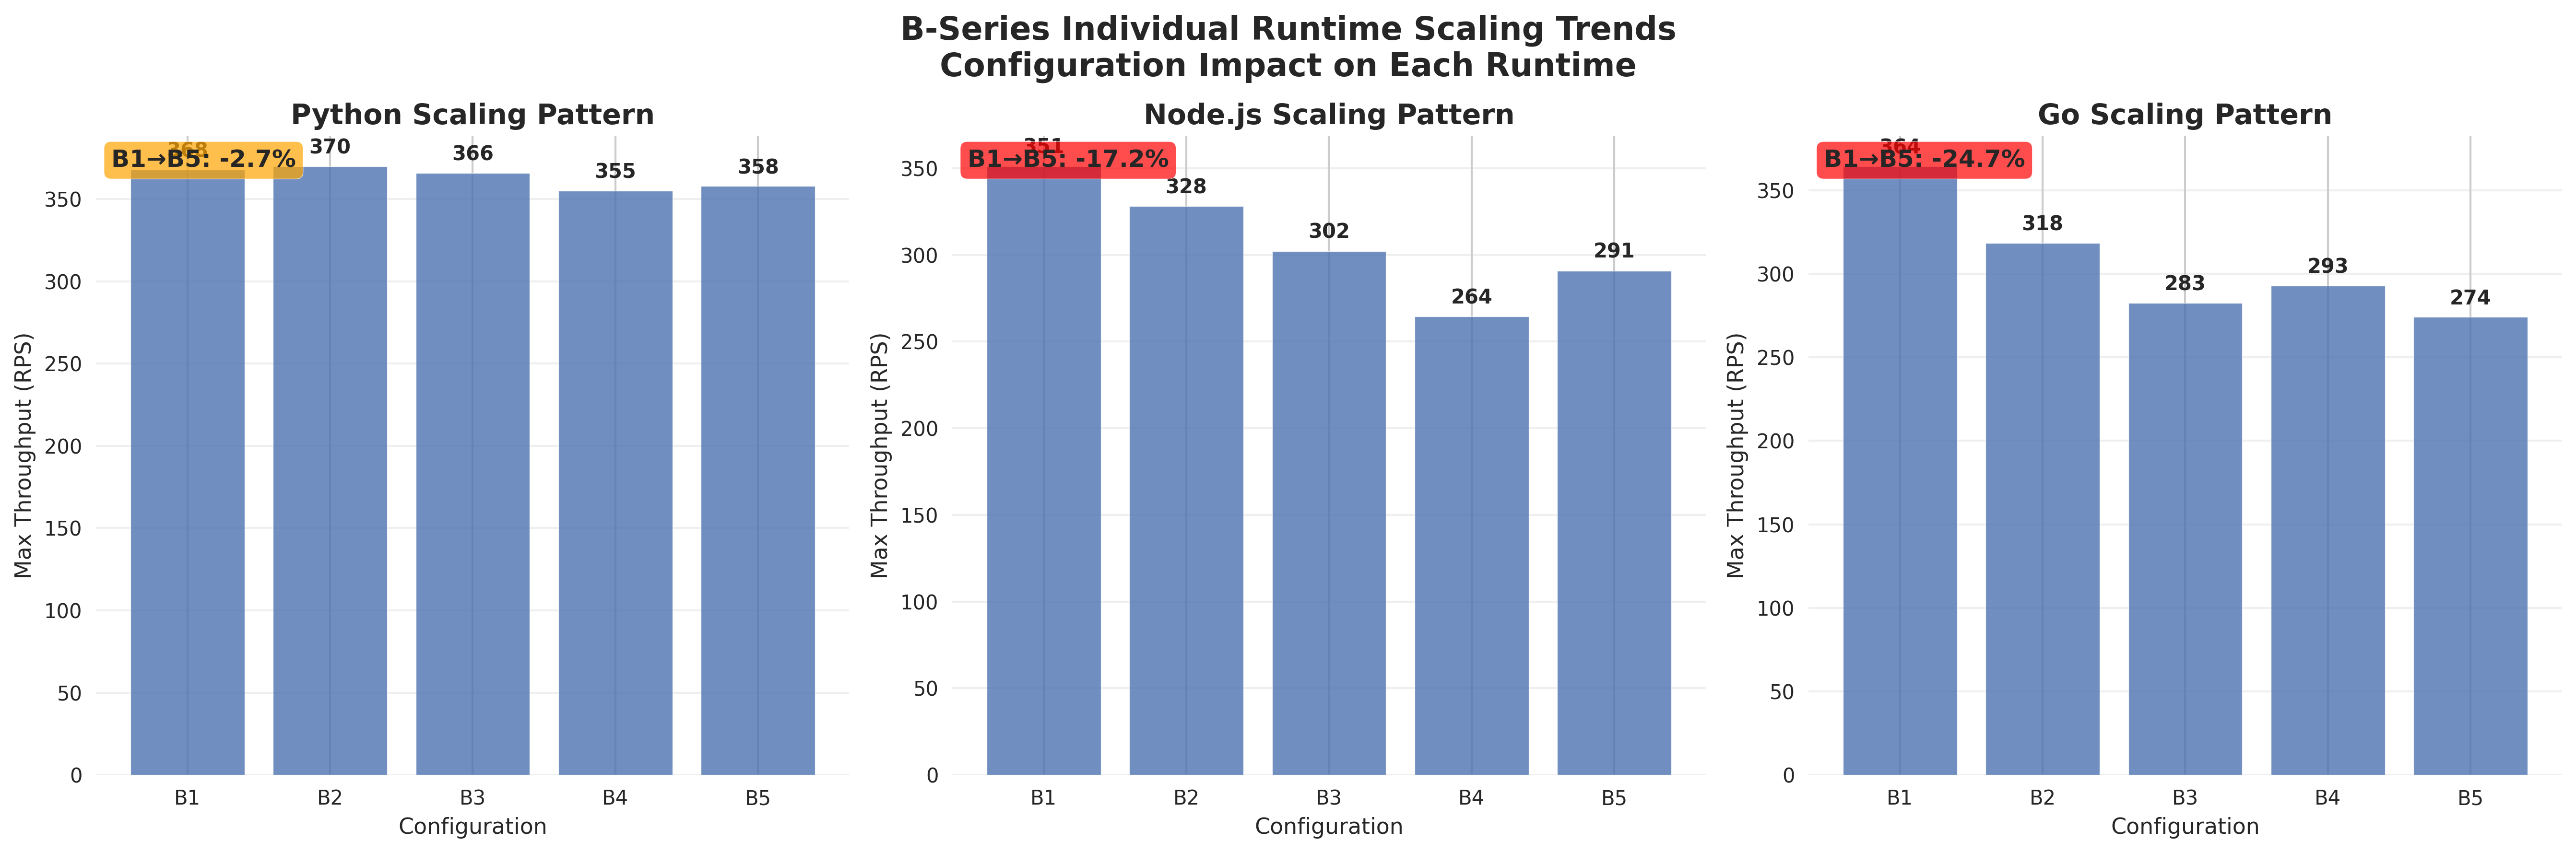 B-Series Individual Runtime Scaling Trends
Configuration Impact on Each Runtime
Python Scaling Pattern
368
B1→B5: -2.7%
370
366
355
358
350
300
250
200
150
100
50
0
Max Throughput (RPS)
B1 B2 B3 B4 B5
Configuration
Node.js Scaling Pattern
351
B1→B5: -17.2%
328
302
264
291
350
300
250
200
150
100
50
0
Max Throughput (RPS)
B1 B2 B3 B4 B5
Configuration
Go Scaling Pattern
364
B1→B5: -24.7%
318
283
293
274
350
300
250
200
150
100
50
0
Max Throughput (RPS)
B1 B2 B3 B4 B5
Configuration